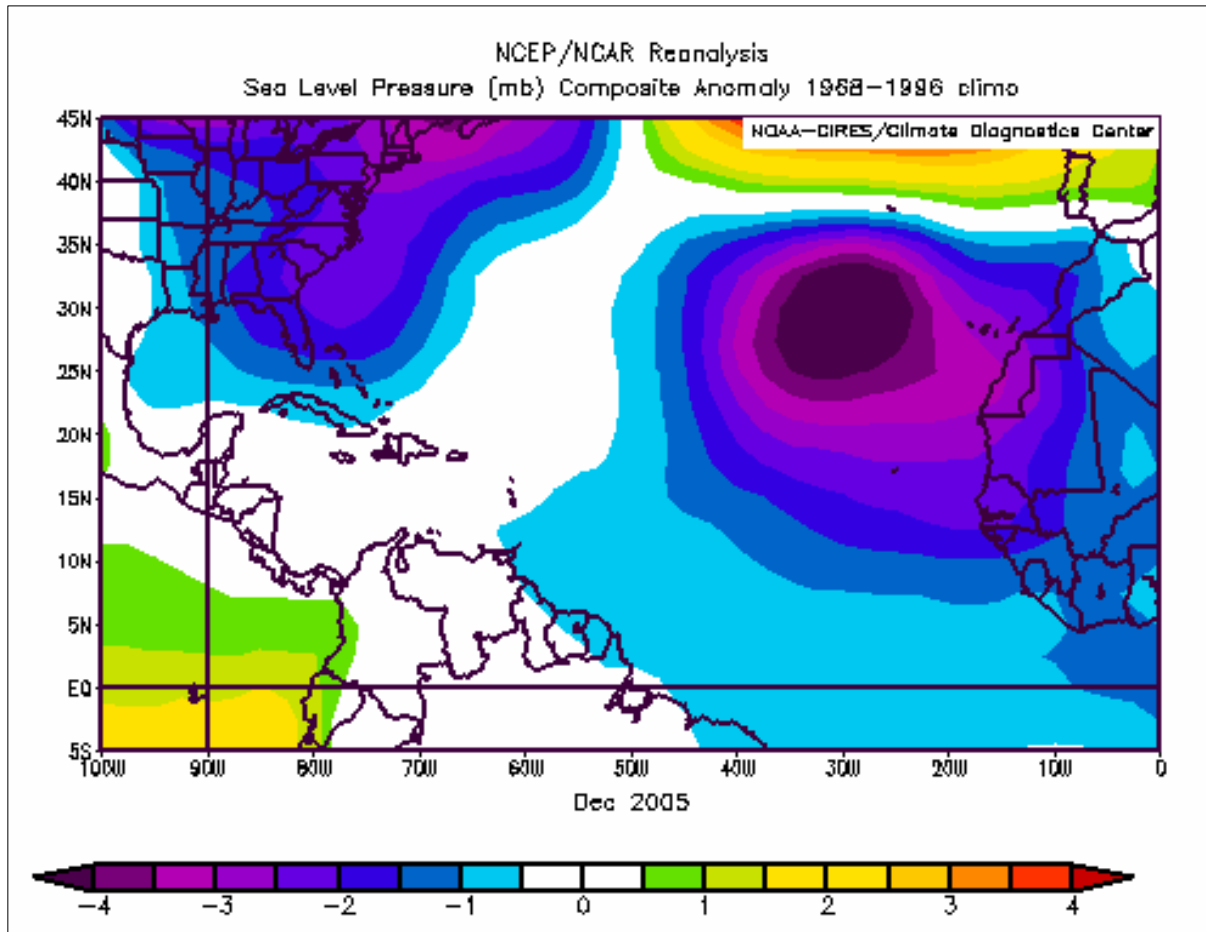 NCEP/NCAR Reanalysis
Sea Level Pressure (mb) Composite Anomaly 1968-1996 climo
NOAA-CIRES/Climate Diagnostics Center
45N
40N
35N
30N
25N
20N
15N
10N
5N
EQ
5S
100W 90W 80W 70W 60W 50W 40W 30W 20W 10W 0
Dec 2005
-4 -3 -2 -1 0 1 2 3 4